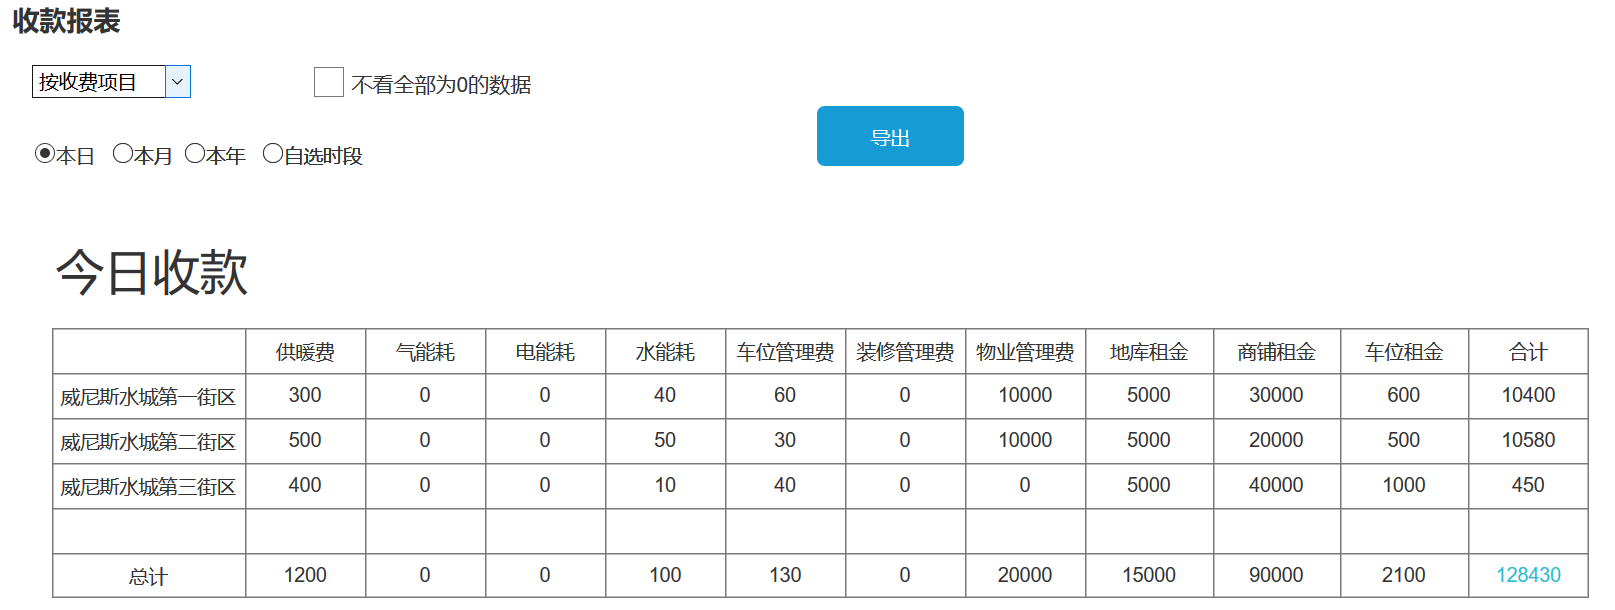 收款报表
按收费项目 不看全部为0的数据
导出
本日 本月 本年 自选时段
今日收款
供暖费 气能耗 电能耗 水能耗 车位管理费 装修管理费 物业管理费 地库租金 商铺租金 车位租金 合计
威尼斯水城第一街区 300 0 0 40 60 0 10000 5000 30000 600 10400
威尼斯水城第二街区 500 0 0 50 30 0 10000 5000 20000 500 10580
威尼斯水城第三街区 400 0 0 10 40 0 0 5000 40000 1000 450
总计 1200 0 0 100 130 0 20000 15000 90000 2100 128430